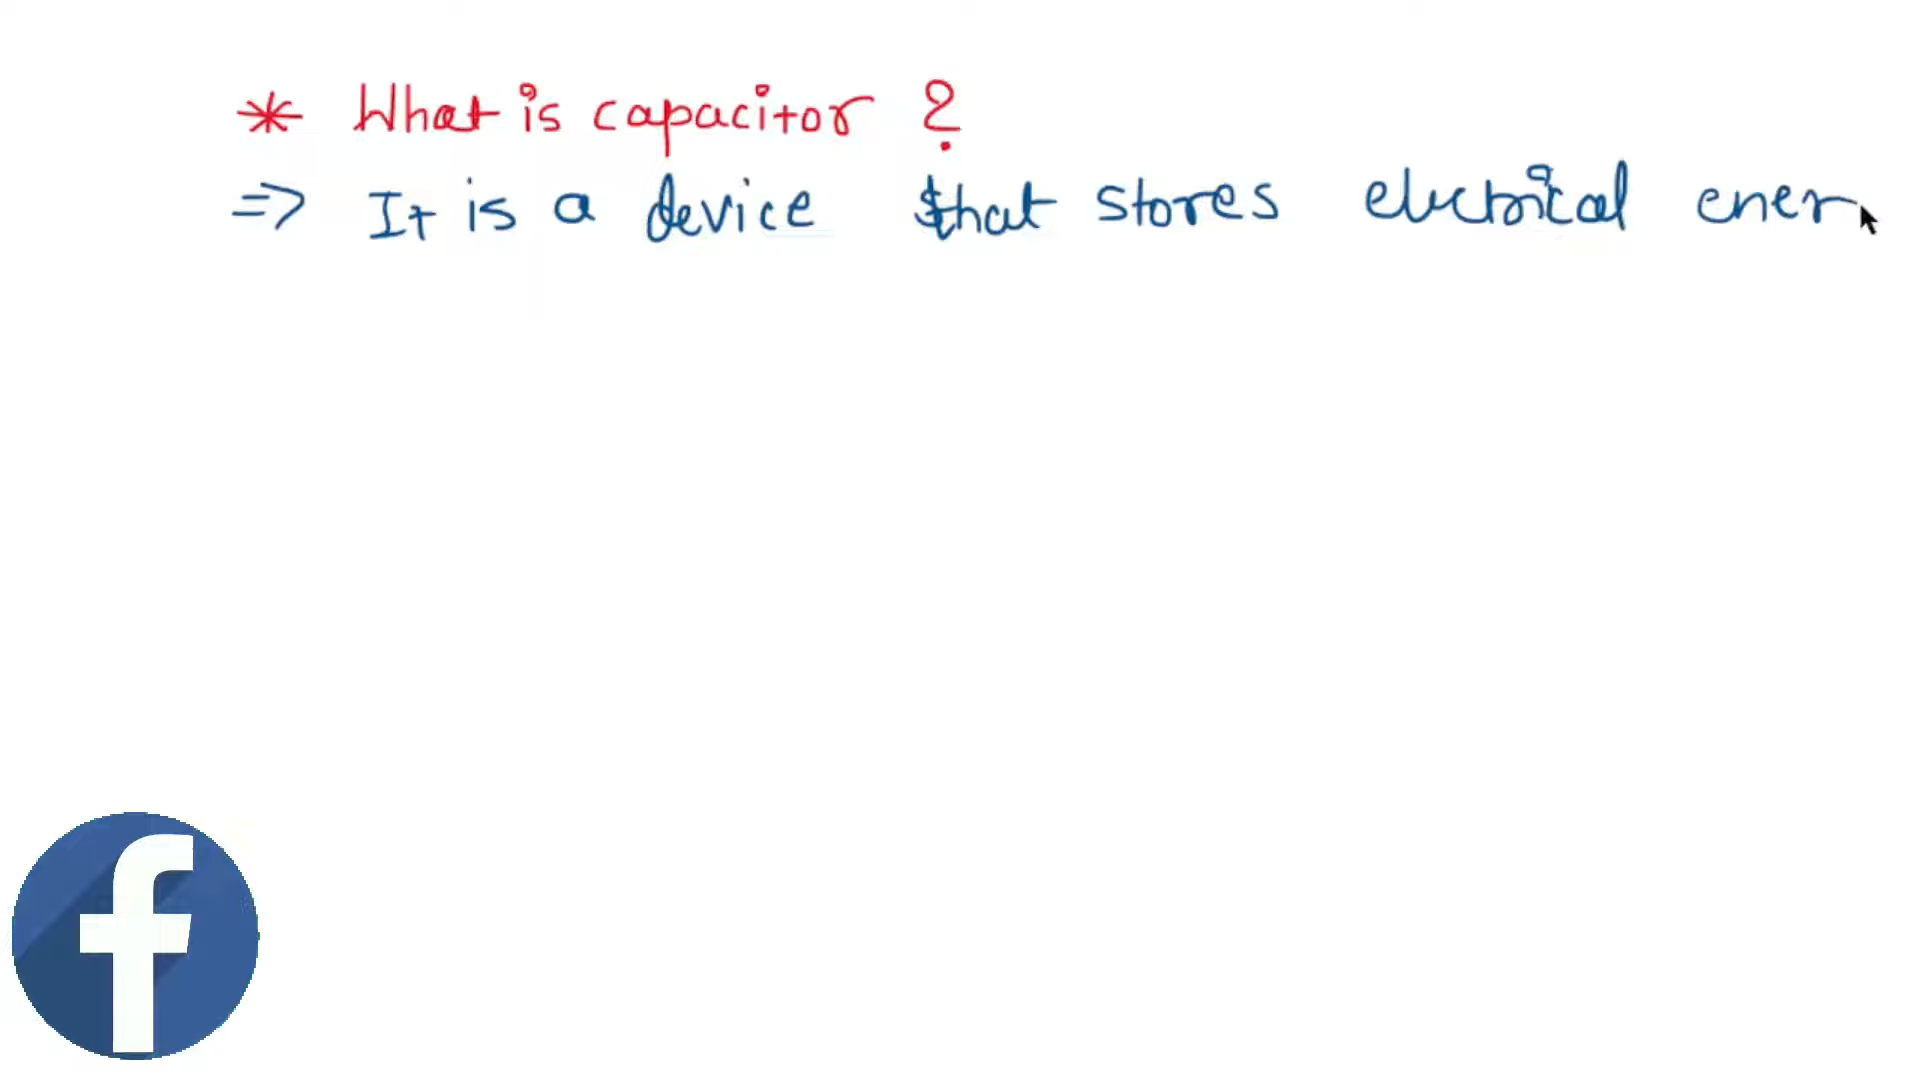 * What is capacitor ?
=> It is a device that stores electrical ener